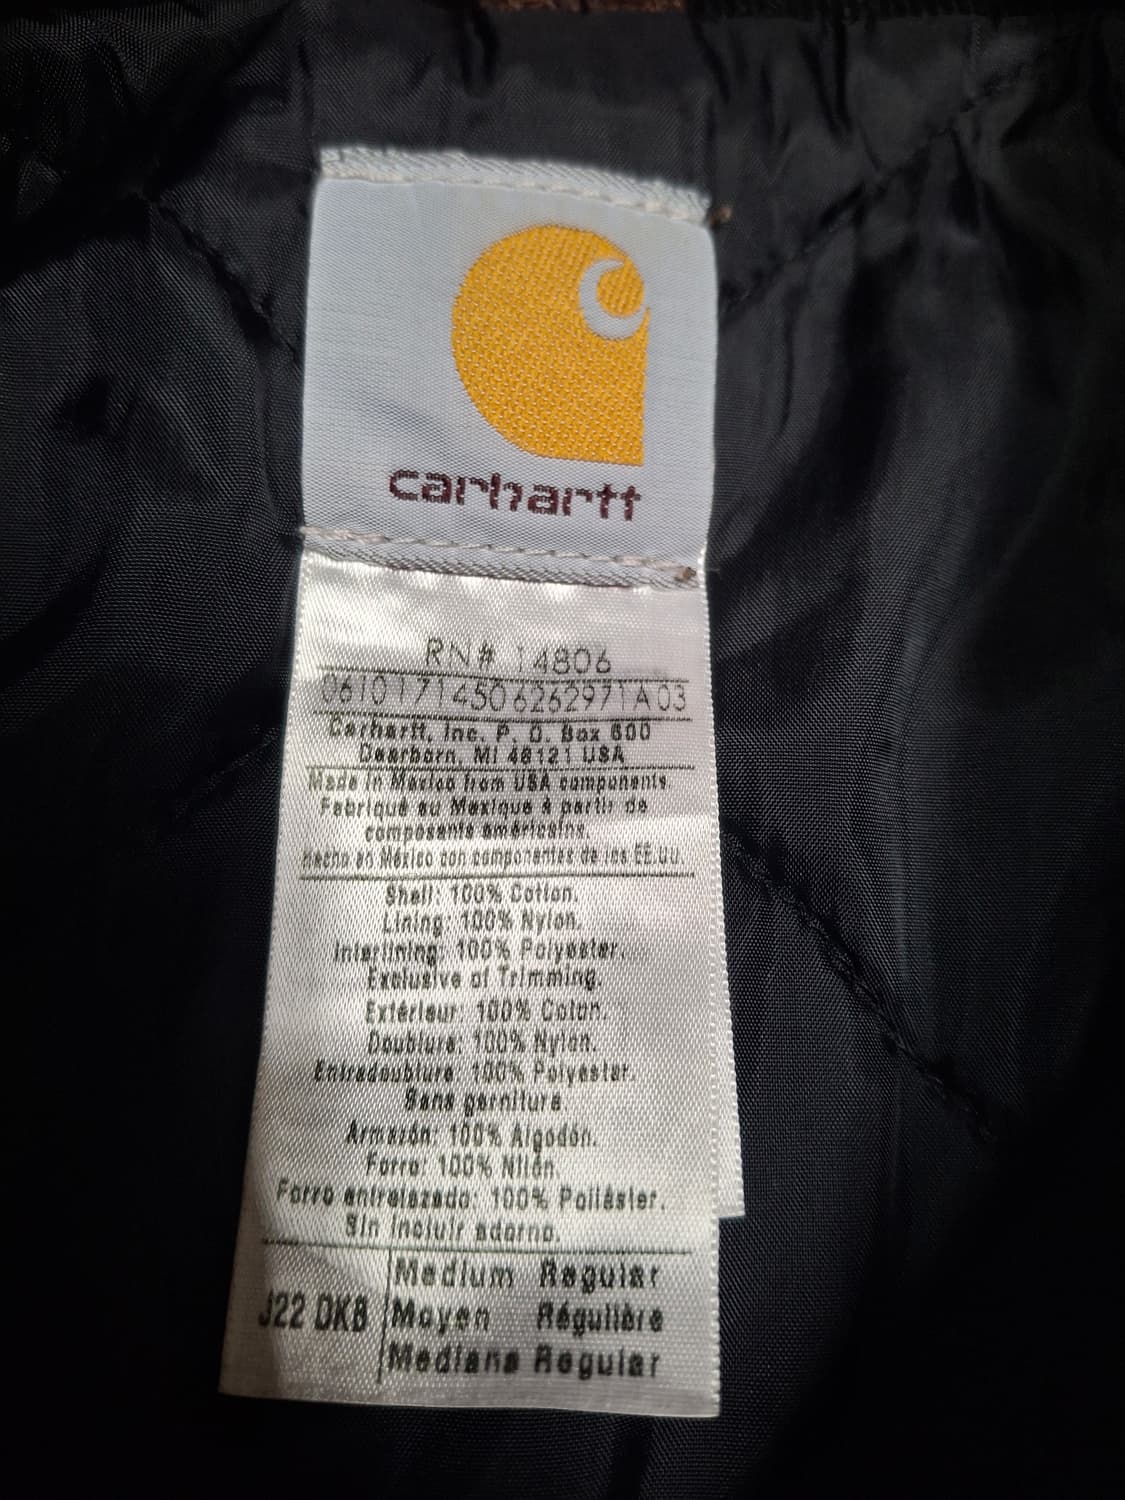 carhartt
RN# 14806
06101714506262971A03
Carhartt, Inc. P. O. Box 600
Dearborn, MI 48121 USA
Made in Mexico from USA components.
Fabriqué au Mexique à partir de
composants américains.
Hecho en México con componentes de los EE.UU.
Shell: 100% Cotton.
Lining: 100% Nylon.
Interlining: 100% Polyester.
Exclusive of Trimming.
Extérieur: 100% Coton.
Doublure: 100% Nylon.
Entredoublure 100% Polyester.
Sans garniture.
Armazón: 100% Algodón.
Forro: 100% Nilón.
Forro entrelazado: 100% Poliéster.
Sin incluir adorno.
J22 DKB
Medium Regular
Moyen Régulière
Mediana Regular